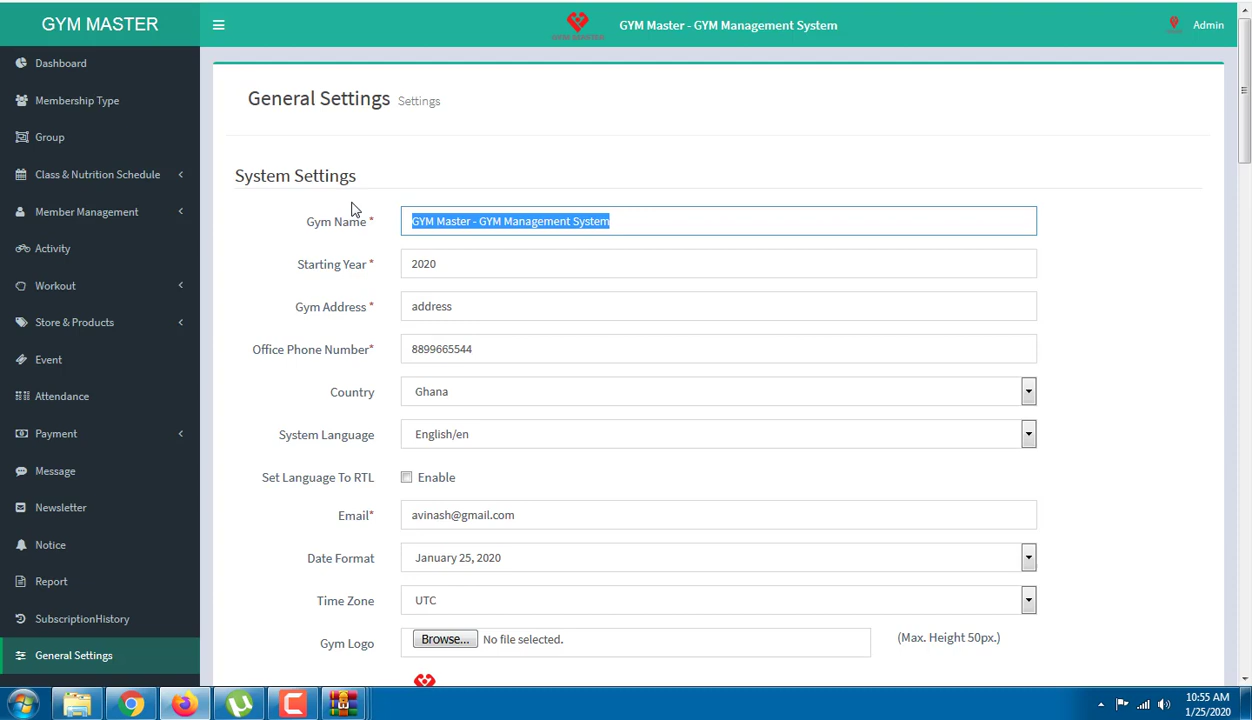 GYM MASTER
GYM MASTER
GYM Master - GYM Management System
Admin
Dashboard
Membership Type
Group
Class & Nutrition Schedule
Member Management
Activity
Workout
Store & Products
Event
Attendance
Payment
Message
Newsletter
Notice
Report
SubscriptionHistory
General Settings
General Settings Settings
System Settings
Gym Name * GYM Master - GYM Management System
Starting Year * 2020
Gym Address * address
Office Phone Number* 8899665544
Country Ghana
System Language English/en
Set Language To RTL Enable
Email* avinash@gmail.com
Date Format January 25, 2020
Time Zone UTC
Gym Logo Browse... No file selected. (Max. Height 50px.)
10:55 AM
1/25/2020